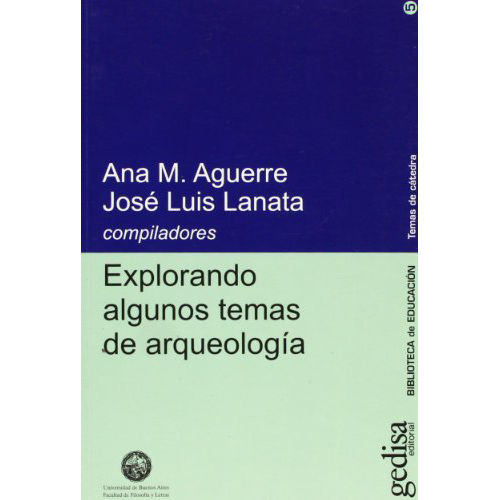 Ana M. Aguerre
José Luis Lanata
compiladores
Explorando
algunos temas
de arqueología
Universidad de Buenos Aires
Facultad de Filosofía y Letras
5
Temas de cátedra
BIBLIOTECA de EDUCACIÓN
gedisa
editorial